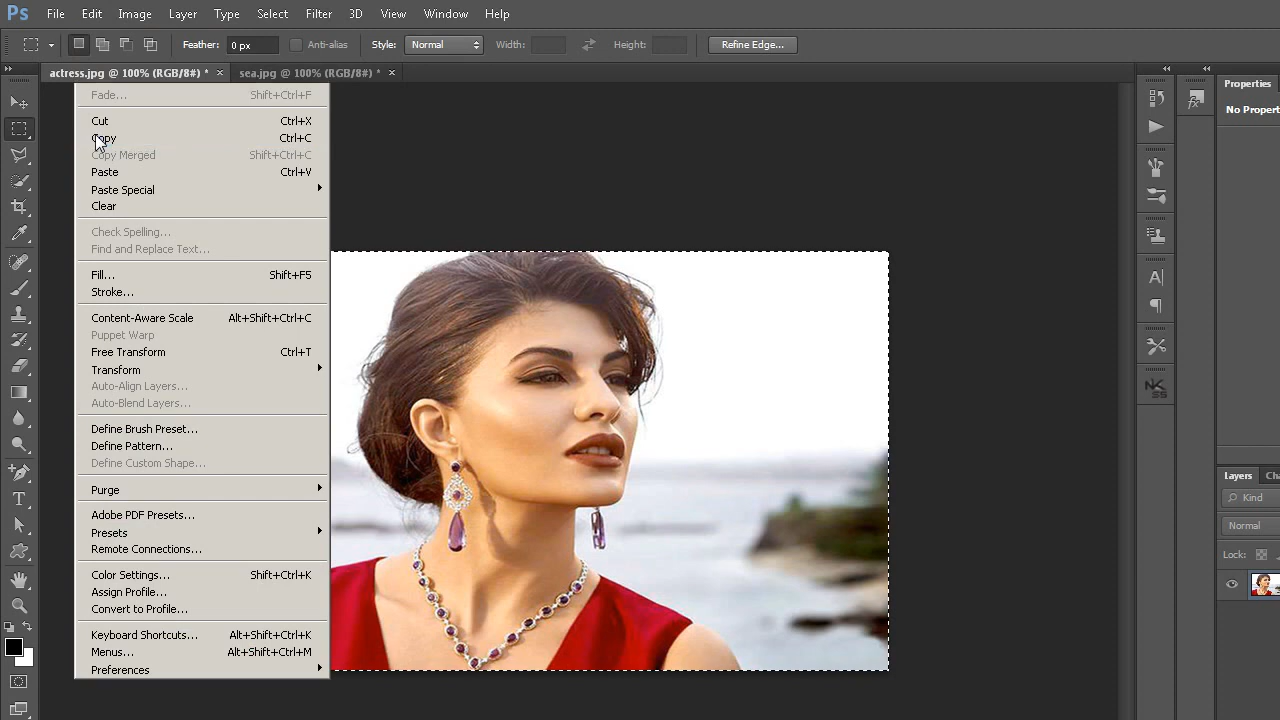 Ps File Edit Image Layer Type Select Filter 3D View Window Help
Feather: 0 px Anti-alias Style: Normal Width: Height: Refine Edge...
actress.jpg @ 100% (RGB/8#) * × sea.jpg @ 100% (RGB/8#) * ×
Properties
No Property
Fade... Shift+Ctrl+F
Cut Ctrl+X
Copy Ctrl+C
Copy Merged Shift+Ctrl+C
Paste Ctrl+V
Paste Special
Clear
Check Spelling...
Find and Replace Text...
Fill... Shift+F5
Stroke...
Content-Aware Scale Alt+Shift+Ctrl+C
Puppet Warp
Free Transform Ctrl+T
Transform
Auto-Align Layers...
Auto-Blend Layers...
Define Brush Preset...
Define Pattern...
Define Custom Shape...
Purge
Adobe PDF Presets...
Presets
Remote Connections...
Color Settings... Shift+Ctrl+K
Assign Profile...
Convert to Profile...
Keyboard Shortcuts... Alt+Shift+Ctrl+K
Menus... Alt+Shift+Ctrl+M
Preferences
Layers Cha
Kind
Normal
Lock: